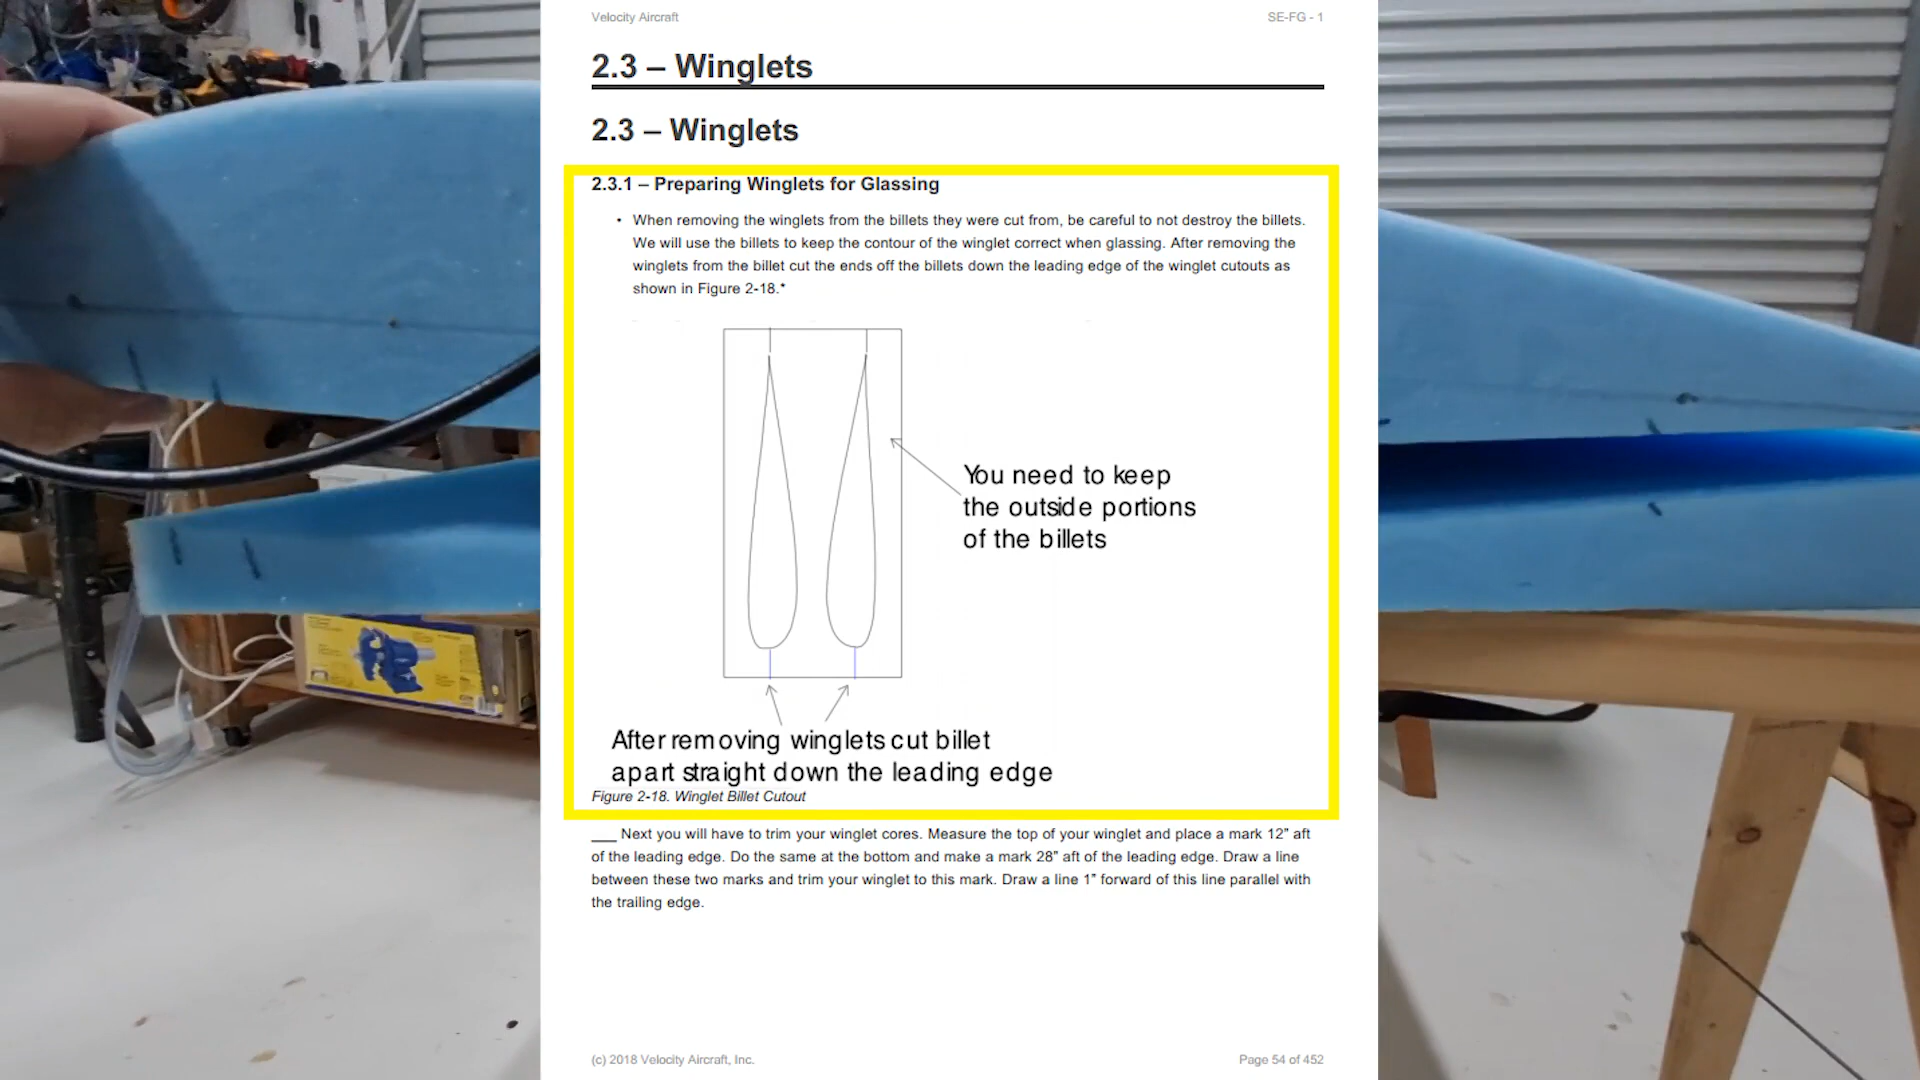 Velocity Aircraft SE-FG - 1
2.3 – Winglets
2.3 – Winglets
2.3.1 – Preparing Winglets for Glassing
• When removing the winglets from the billets they were cut from, be careful to not destroy the billets.
We will use the billets to keep the contour of the winglet correct when glassing. After removing the
winglets from the billet cut the ends off the billets down the leading edge of the winglet cutouts as
shown in Figure 2-18.*
You need to keep
the outside portions
of the billets
After removing winglets cut billet
apart straight down the leading edge
Figure 2-18. Winglet Billet Cutout
___ Next you will have to trim your winglet cores. Measure the top of your winglet and place a mark 12” aft
of the leading edge. Do the same at the bottom and make a mark 28” aft of the leading edge. Draw a line
between these two marks and trim your winglet to this mark. Draw a line 1” forward of this line parallel with
the trailing edge.
(c) 2018 Velocity Aircraft, Inc. Page 54 of 452